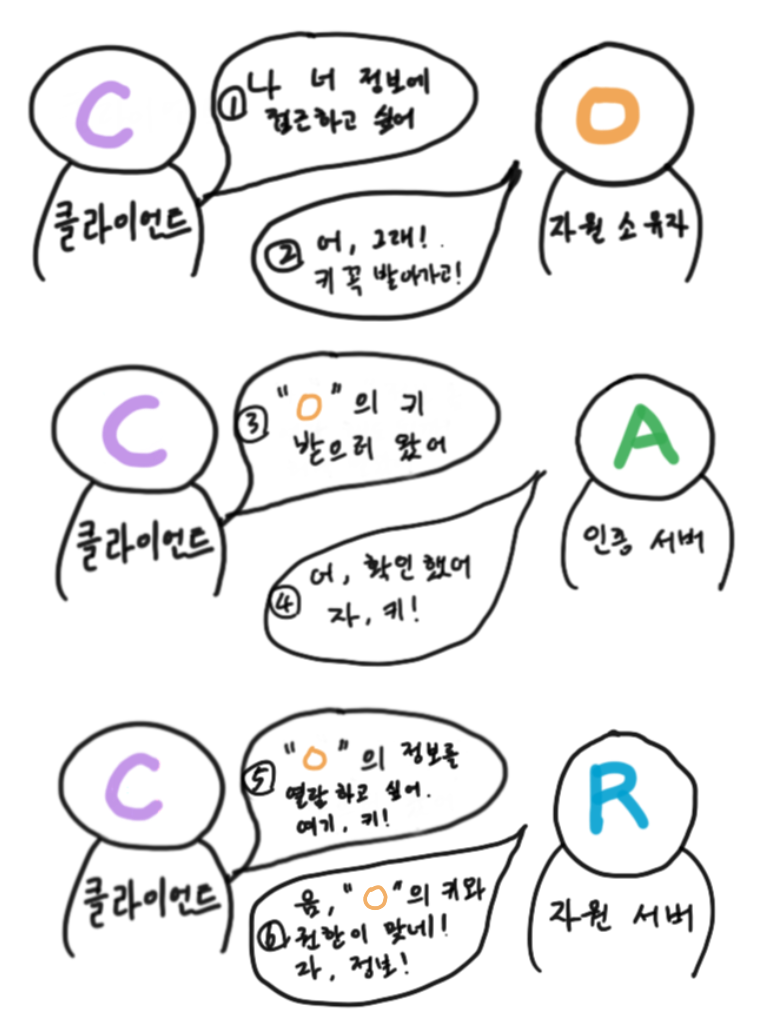 C
클라이언트
① 나 너 정보에
접근하고 싶어
O
자원 소유자
② 어, 그래!
키 꼭 받아가고!
C
클라이언트
③ "O"의 키
받으러 왔어
A
인증 서버
④ 어, 확인했어
자, 키!
C
클라이언트
⑤ "O"의 정보를
열람하고 싶어.
여기, 키!
R
자원 서버
음, "O"의 키와
⑥ 권한이 맞네!
자, 정보!